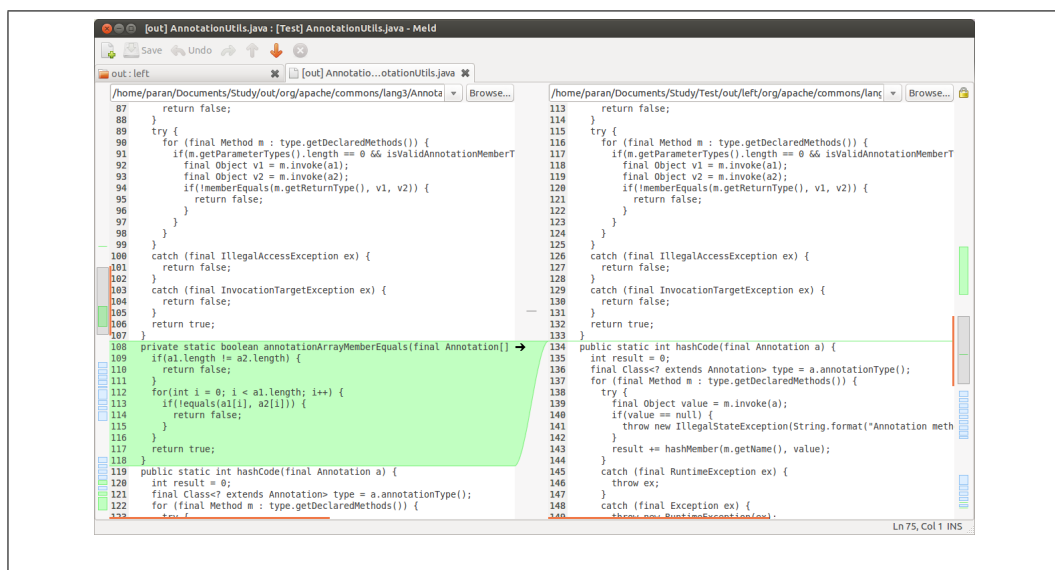 [out] AnnotationUtils.java : [Test] AnnotationUtils.java - Meld
Save Undo
out : left
[out] Annotatio...otationUtils.java
/home/paran/Documents/Study/out/org/apache/commons/lang3/Annota
Browse...
/home/paran/Documents/Study/Test/out/left/org/apache/commons/lang
Browse...
87 return false;
88 }
89 try {
90 for (final Method m : type.getDeclaredMethods()) {
91 if(m.getParameterTypes().length == 0 && isValidAnnotationMemberT
92 final Object v1 = m.invoke(a1);
93 final Object v2 = m.invoke(a2);
94 if(!memberEquals(m.getReturnType(), v1, v2)) {
95 return false;
96 }
97 }
98 }
99 }
100 catch (final IllegalAccessException ex) {
101 return false;
102 }
103 catch (final InvocationTargetException ex) {
104 return false;
105 }
106 return true;
107 }
108 private static boolean annotationArrayMemberEquals(final Annotation[]
109 if(a1.length != a2.length) {
110 return false;
111 }
112 for(int i = 0; i < a1.length; i++) {
113 if(!equals(a1[i], a2[i])) {
114 return false;
115 }
116 }
117 return true;
118 }
119 public static int hashCode(final Annotation a) {
120 int result = 0;
121 final Class<? extends Annotation> type = a.annotationType();
122 for (final Method m : type.getDeclaredMethods()) {
123 try {
113 return false;
114 }
115 try {
116 for (final Method m : type.getDeclaredMethods()) {
117 if(m.getParameterTypes().length == 0 && isValidAnnotationMemberT
118 final Object v1 = m.invoke(a1);
119 final Object v2 = m.invoke(a2);
120 if(!memberEquals(m.getReturnType(), v1, v2)) {
121 return false;
122 }
123 }
124 }
125 }
126 catch (final IllegalAccessException ex) {
127 return false;
128 }
129 catch (final InvocationTargetException ex) {
130 return false;
131 }
132 return true;
133 }
134 public static int hashCode(final Annotation a) {
135 int result = 0;
136 final Class<? extends Annotation> type = a.annotationType();
137 for (final Method m : type.getDeclaredMethods()) {
138 try {
139 final Object value = m.invoke(a);
140 if(value == null) {
141 throw new IllegalStateException(String.format("Annotation meth
142 }
143 result += hashMember(m.getName(), value);
144 }
145 catch (final RuntimeException ex) {
146 throw ex;
147 }
148 catch (final Exception ex) {
149 throw new RuntimeException(ex);
Ln 75, Col 1 INS